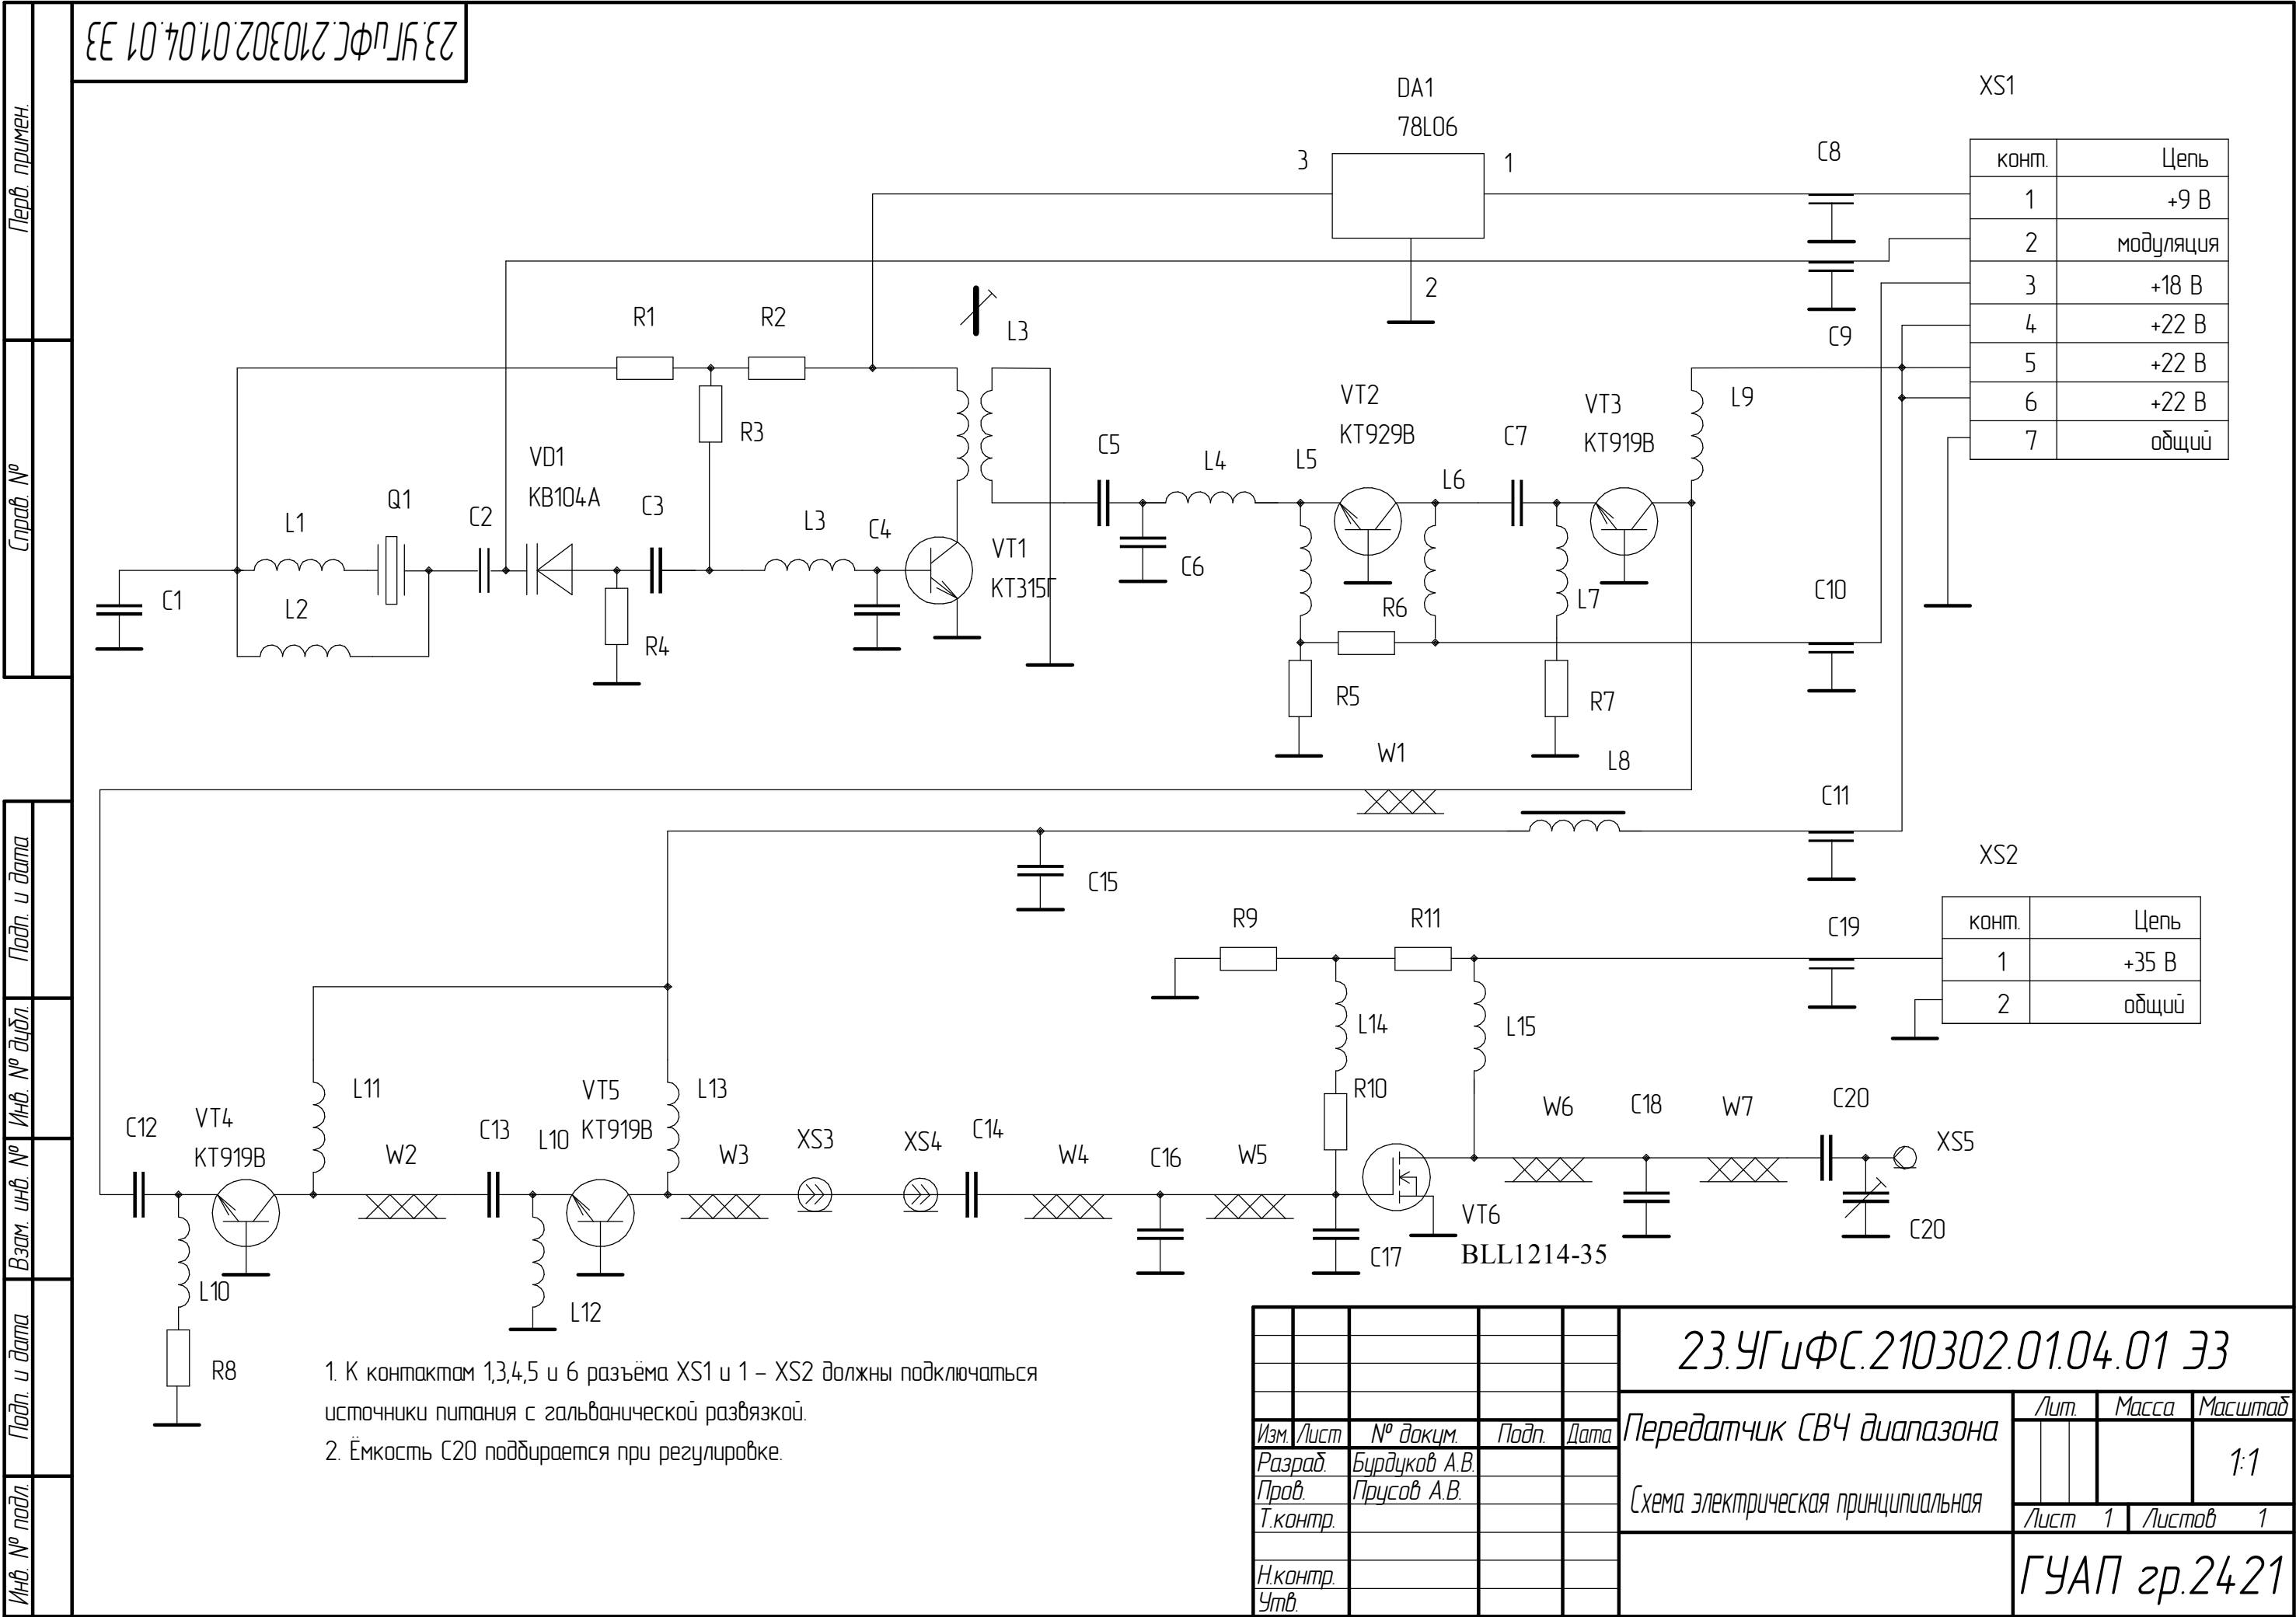 23.УГиФС.210302.01.04.01 ЭЗ
Перв. примен.
Справ. №
Подп. и дата
Инв. № дубл.
Взам. инв. №
Подп. и дата
Инв. № подл.
DA1
78L06
3
1
2
XS1
конт. Цепь
1 +9 В
2 модуляция
3 +18 В
4 +22 В
5 +22 В
6 +22 В
7 общий
C8
C9
R1
R2
L3
R3
VT2
КТ929В
VT3
КТ919В
L9
C5
L4
L5
L6
C7
VD1
КВ104А
Q1
L1
C2
C3
L3
C4
VT1
КТ315Г
C6
C1
L2
R4
R6
L7
C10
R5
R7
W1
L8
C11
C15
XS2
конт. Цепь
1 +35 В
2 общий
R9
R11
C19
L14
L15
L11
VT5
КТ919В
L13
R10
C12
VT4
КТ919В
W2
C13
L10
W3
XS3
XS4
C14
W4
C16
W5
W6
C18
W7
C20
XS5
VT6
BLL1214-35
C17
C20
L10
L12
R8
1. К контактам 1,3,4,5 и 6 разъёма XS1 и 1 – XS2 должны подключаться
источники питания с гальванической развязкой.
2. Ёмкость C20 подбирается при регулировке.
23.УГиФС.210302.01.04.01 ЭЗ
Изм. Лист № докум. Подп. Дата
Разраб. Бурдуков А.В.
Пров. Прусов А.В.
Т.контр.
Н.контр.
Утв.
Передатчик СВЧ диапазона
Схема электрическая принципиальная
Лит. Масса Масштаб
1:1
Лист 1 Листов 1
ГУАП гр.2421